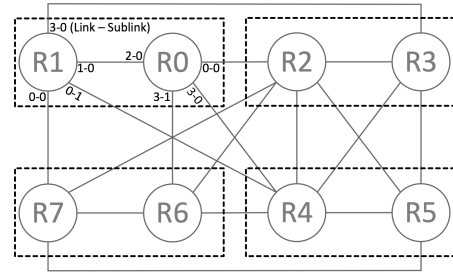 3-0 (Link – Sublink)
R1 R0 R2 R3
1-0 2-0 0-0
0-0 0-1 3-1 3-0
R7 R6 R4 R5